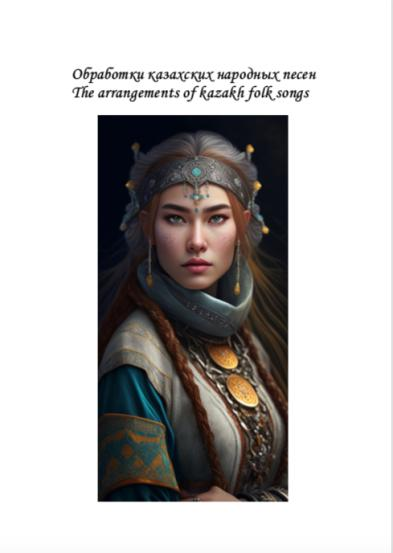 Обработки казахских народных песен
The arrangements of kazakh folk songs